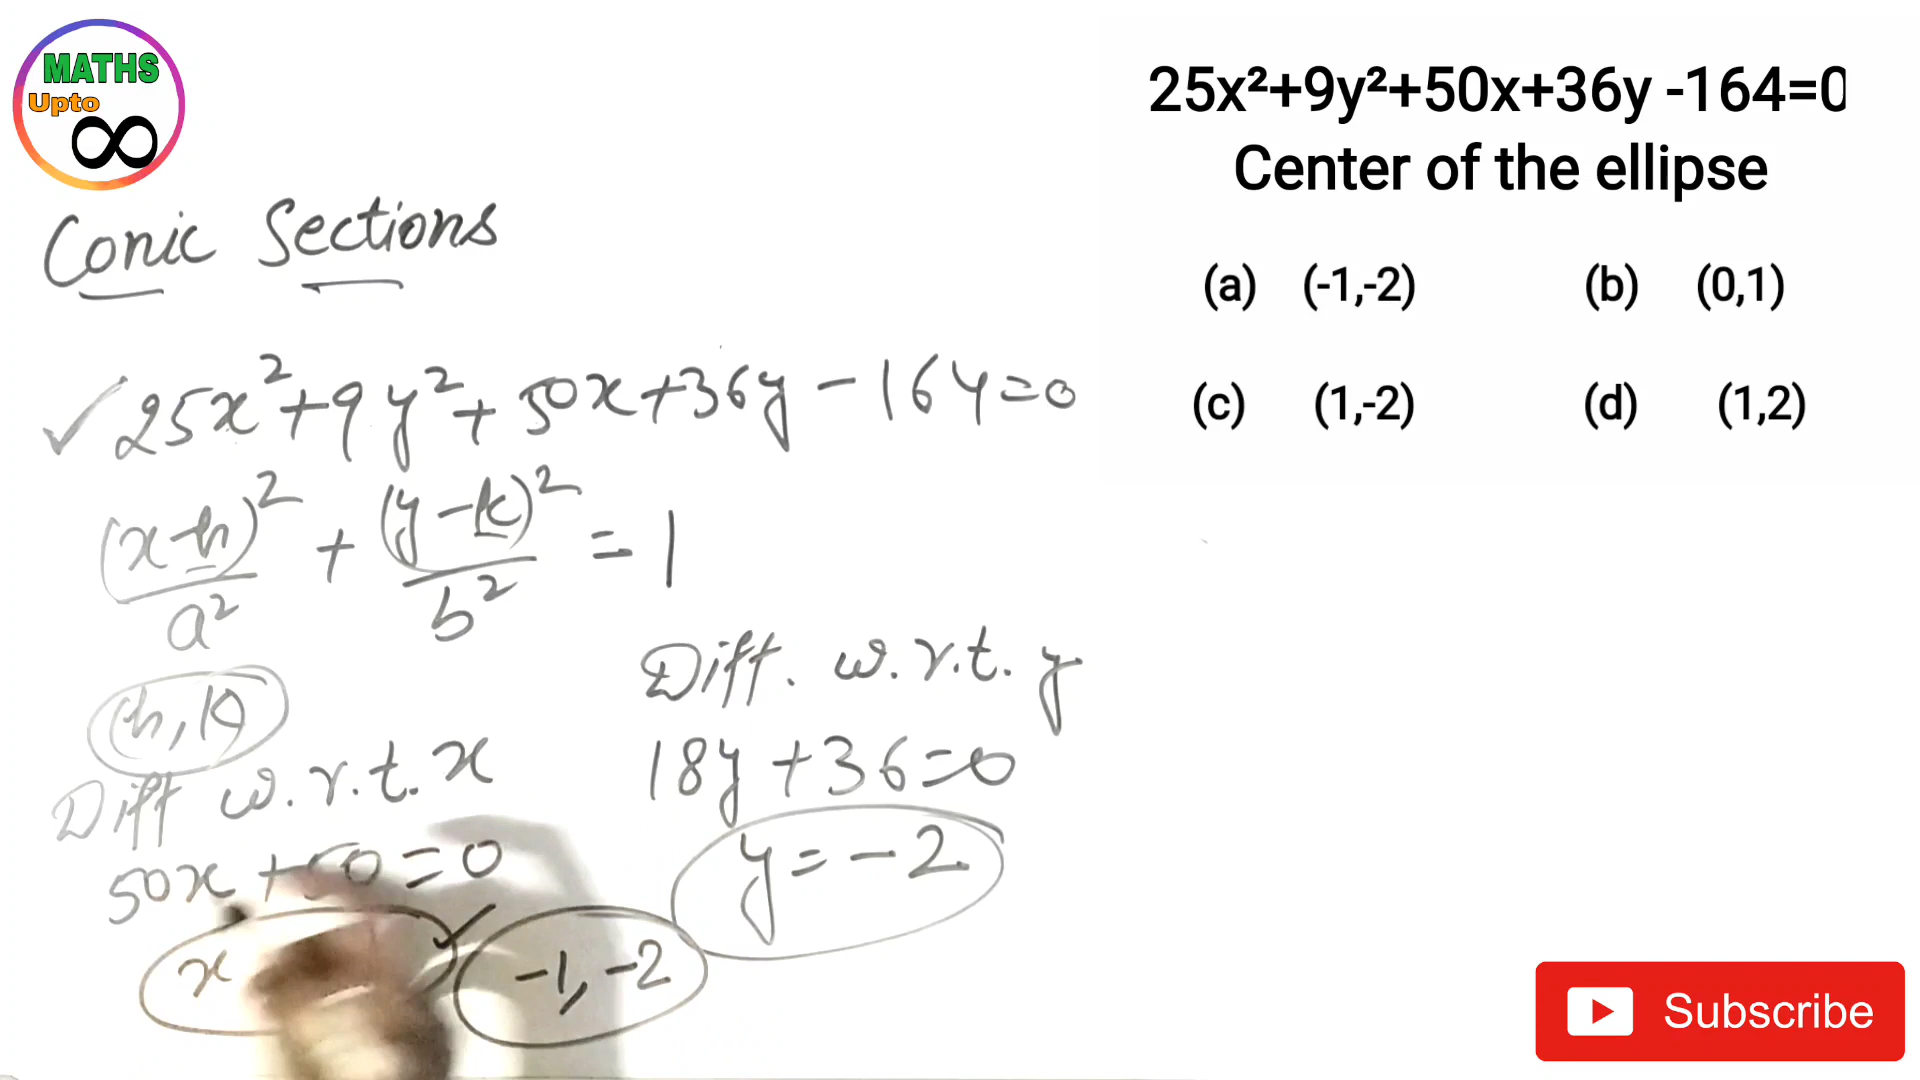 MATHS
Upto
∞
25x²+9y²+50x+36y -164=0
Center of the ellipse
(a) (-1,-2) (b) (0,1)
(c) (1,-2) (d) (1,2)
Conic Sections
✓ 25x²+9y²+50x+36y-164=0
(x-h)²/a² + (y-k)²/b² = 1
(h,k)
Diff w.r.t. x
50x+50=0
x
Diff. w.r.t. y
18y+36=0
y=-2
-1,-2
Subscribe